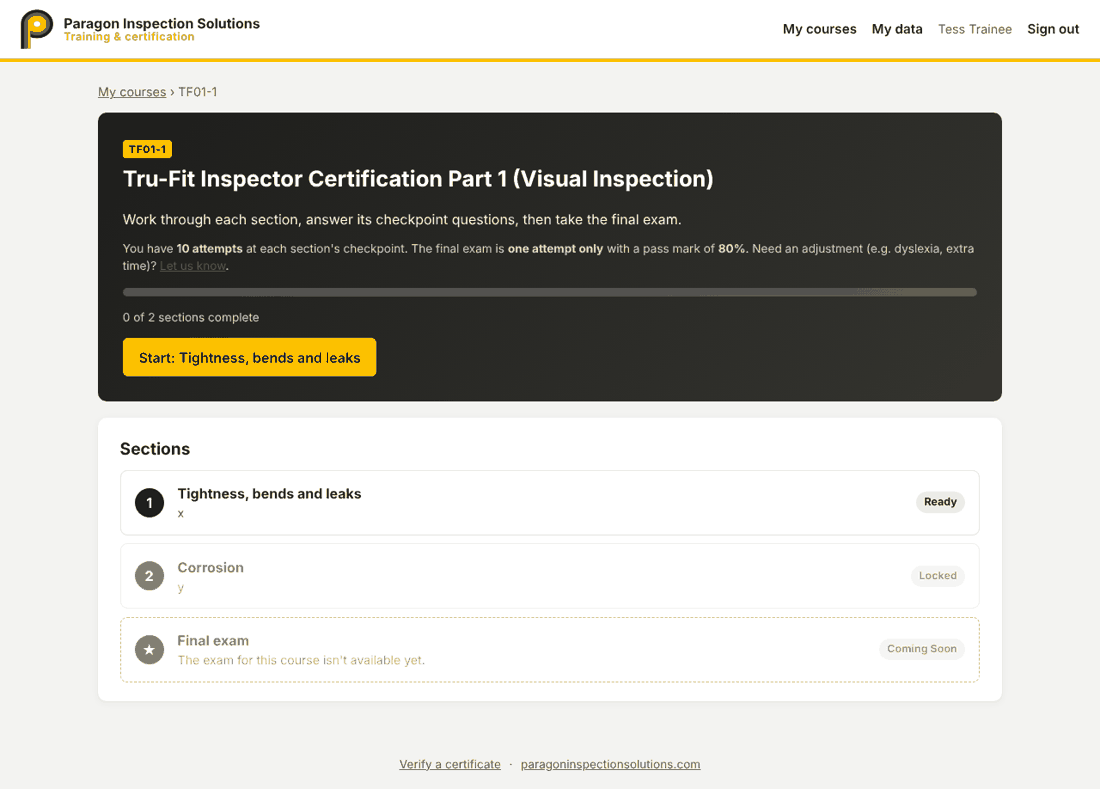 Paragon Inspection Solutions
Training & certification
My courses
My data
Tess Trainee
Sign out
My courses › TF01-1
TF01-1
Tru-Fit Inspector Certification Part 1 (Visual Inspection)
Work through each section, answer its checkpoint questions, then take the final exam.
You have 10 attempts at each section's checkpoint. The final exam is one attempt only with a pass mark of 80%. Need an adjustment (e.g. dyslexia, extra
time)? Let us know.
0 of 2 sections complete
Start: Tightness, bends and leaks
Sections
1
Tightness, bends and leaks
x
Ready
2
Corrosion
y
Locked
★
Final exam
The exam for this course isn't available yet.
Coming Soon
Verify a certificate · paragoninspectionsolutions.com